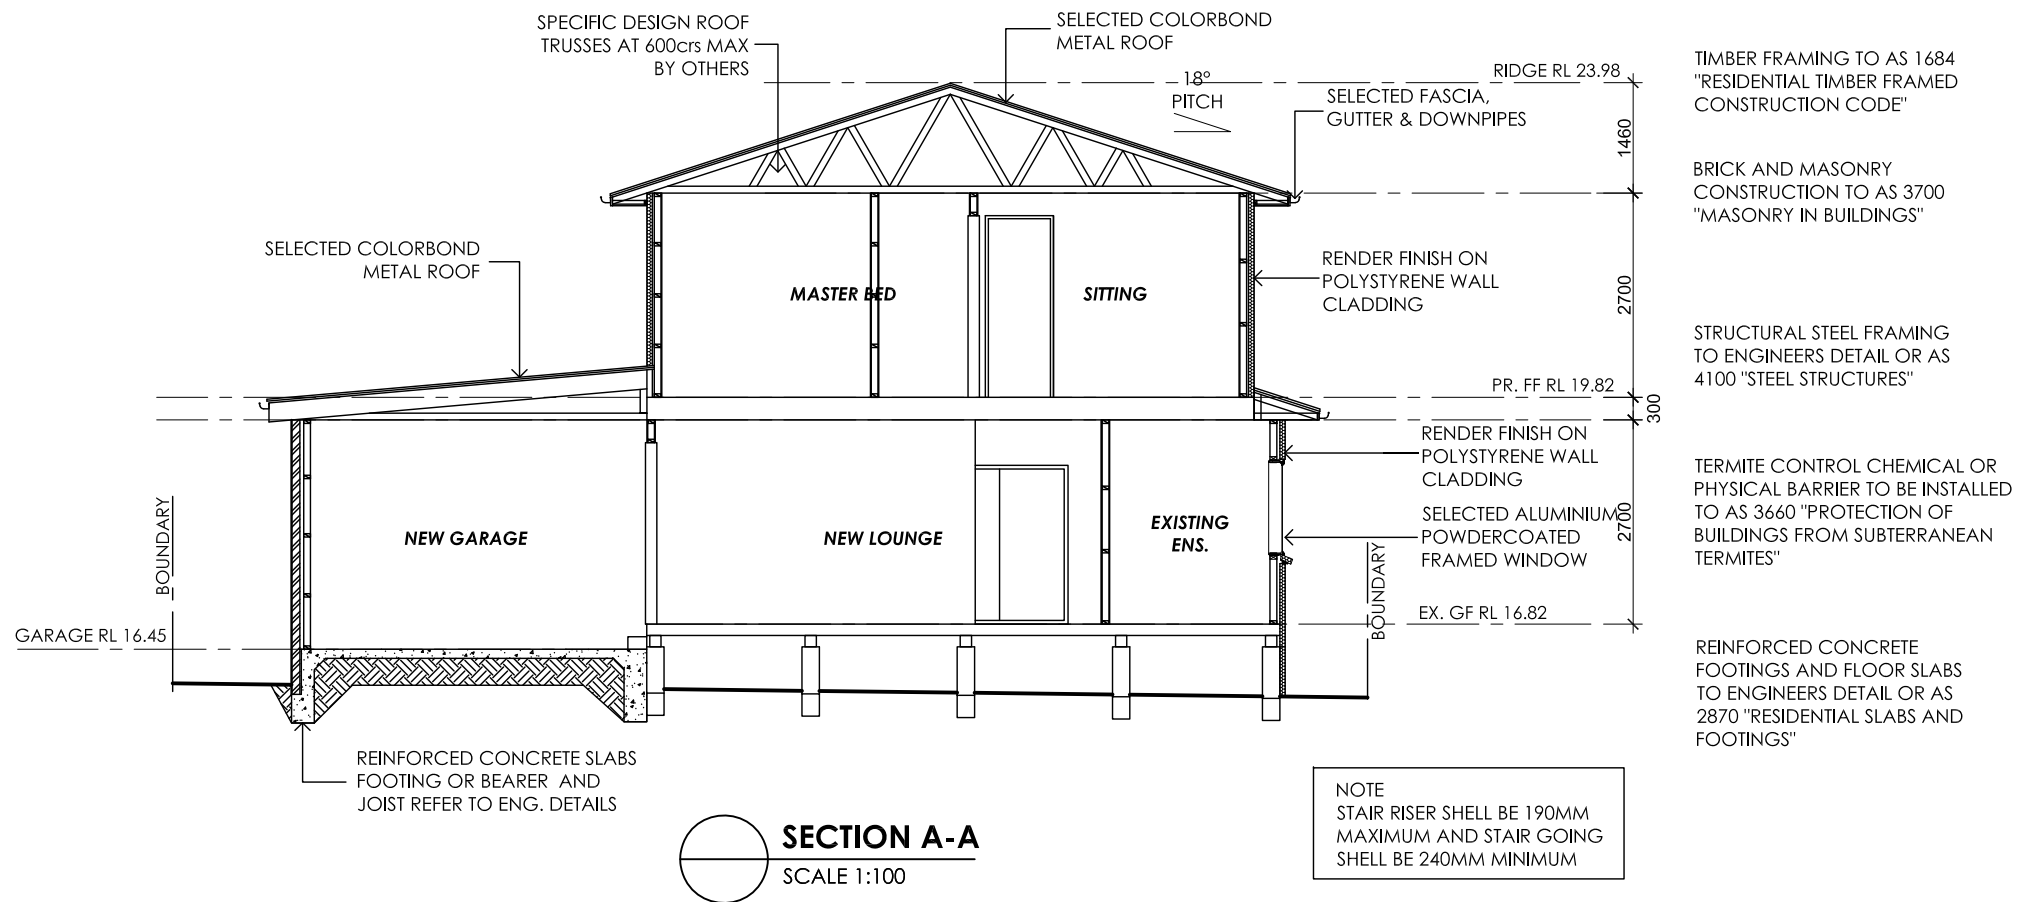 SPECIFIC DESIGN ROOF
TRUSSES AT 600crs MAX
BY OTHERS
SELECTED COLORBOND
METAL ROOF
18°
PITCH
RIDGE RL 23.98
SELECTED FASCIA,
GUTTER & DOWNPIPES
1460
SELECTED COLORBOND
METAL ROOF
MASTER BED
SITTING
RENDER FINISH ON
POLYSTYRENE WALL
CLADDING
2700
PR. FF RL 19.82
300
RENDER FINISH ON
POLYSTYRENE WALL
CLADDING
SELECTED ALUMINIUM
POWDERCOATED
FRAMED WINDOW
2700
BOUNDARY
NEW GARAGE
NEW LOUNGE
EXISTING
ENS.
BOUNDARY
GARAGE RL 16.45
EX. GF RL 16.82
REINFORCED CONCRETE SLABS
FOOTING OR BEARER AND
JOIST REFER TO ENG. DETAILS
SECTION A-A
SCALE 1:100
NOTE
STAIR RISER SHELL BE 190MM
MAXIMUM AND STAIR GOING
SHELL BE 240MM MINIMUM
TIMBER FRAMING TO AS 1684
"RESIDENTIAL TIMBER FRAMED
CONSTRUCTION CODE"
BRICK AND MASONRY
CONSTRUCTION TO AS 3700
"MASONRY IN BUILDINGS"
STRUCTURAL STEEL FRAMING
TO ENGINEERS DETAIL OR AS
4100 "STEEL STRUCTURES"
TERMITE CONTROL CHEMICAL OR
PHYSICAL BARRIER TO BE INSTALLED
TO AS 3660 "PROTECTION OF
BUILDINGS FROM SUBTERRANEAN
TERMITES"
REINFORCED CONCRETE
FOOTINGS AND FLOOR SLABS
TO ENGINEERS DETAIL OR AS
2870 "RESIDENTIAL SLABS AND
FOOTINGS"